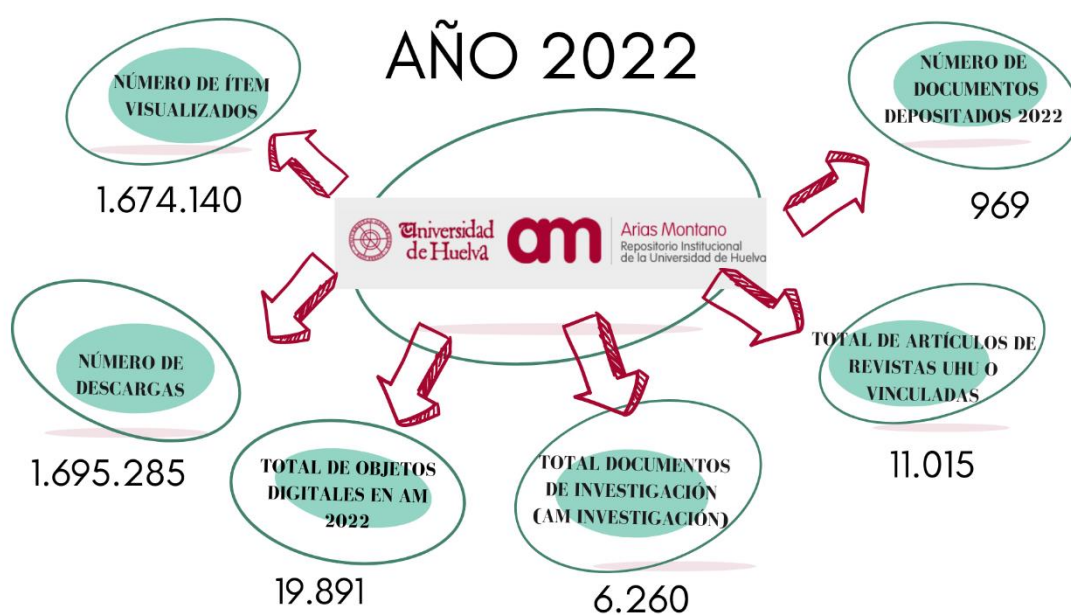 AÑO 2022
NÚMERO DE ÍTEM
VISUALIZADOS
1.674.140
NÚMERO DE
DOCUMENTOS
DEPOSITADOS 2022
969
Universidad
de Huelva
am
Arias Montano
Repositorio Institucional
de la Universidad de Huelva
NÚMERO DE
DESCARGAS
1.695.285
TOTAL DE OBJETOS
DIGITALES EN AM
2022
19.891
TOTAL DOCUMENTOS
DE INVESTIGACIÓN
(AM INVESTIGACIÓN)
6.260
TOTAL DE ARTÍCULOS DE
REVISTAS UHU O
VINCULADAS
11.015